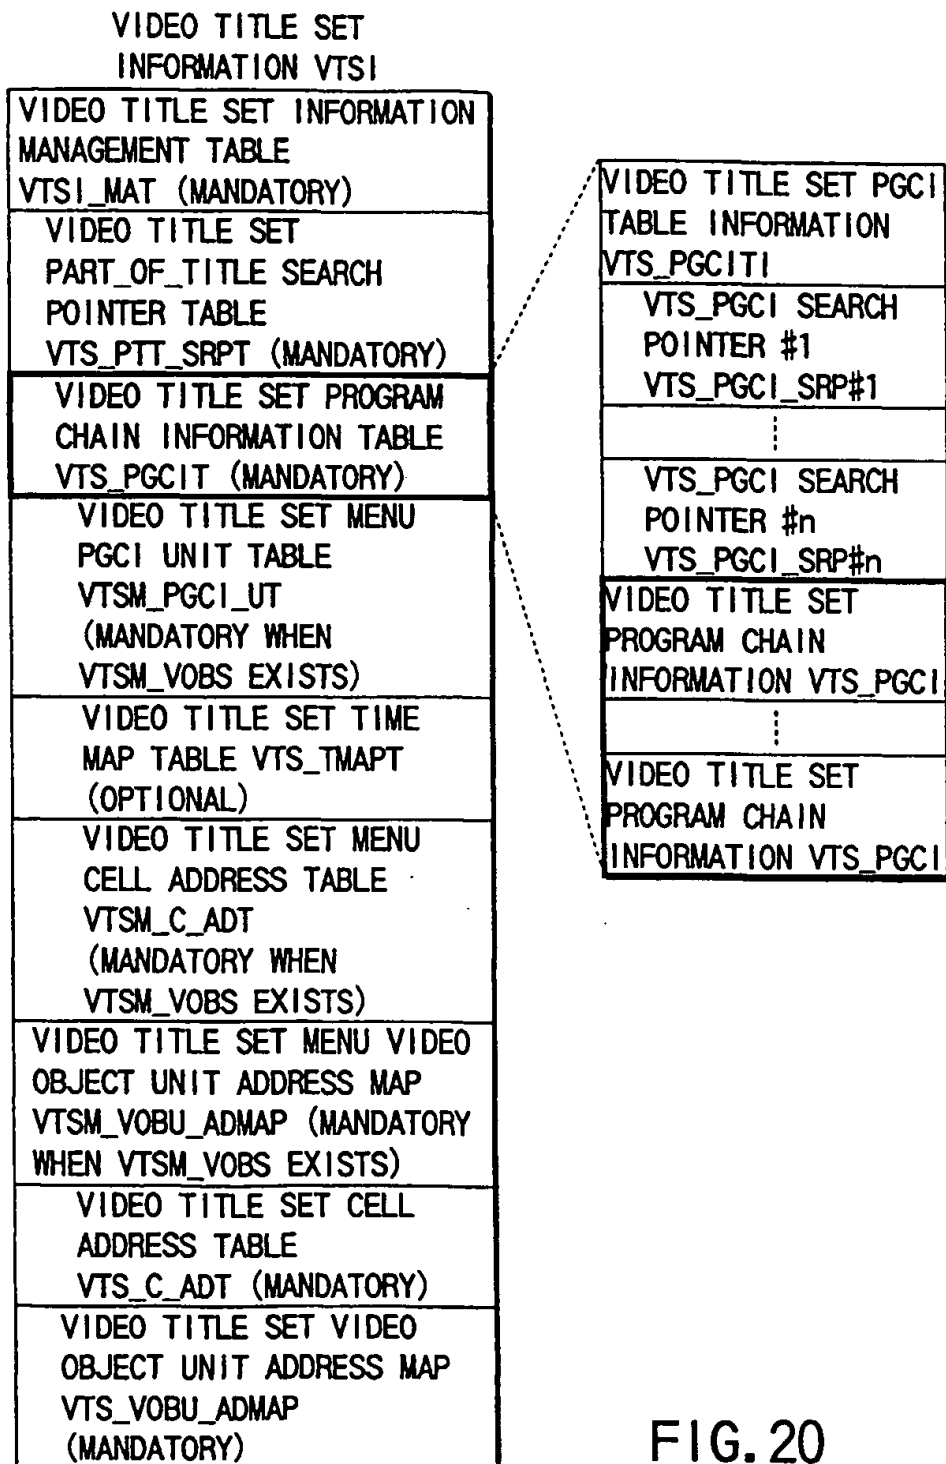 VIDEO TITLE SET
INFORMATION VTSI
VIDEO TITLE SET INFORMATION
MANAGEMENT TABLE
VTSI_MAT (MANDATORY)
VIDEO TITLE SET
PART_OF_TITLE SEARCH
POINTER TABLE
VTS_PTT_SRPT (MANDATORY)
VIDEO TITLE SET PROGRAM
CHAIN INFORMATION TABLE
VTS_PGCIT (MANDATORY)
VIDEO TITLE SET MENU
PGCI UNIT TABLE
VTSM_PGCI_UT
(MANDATORY WHEN
VTSM_VOBS EXISTS)
VIDEO TITLE SET TIME
MAP TABLE VTS_TMAPT
(OPTIONAL)
VIDEO TITLE SET MENU
CELL ADDRESS TABLE
VTSM_C_ADT
(MANDATORY WHEN
VTSM_VOBS EXISTS)
VIDEO TITLE SET MENU VIDEO
OBJECT UNIT ADDRESS MAP
VTSM_VOBU_ADMAP (MANDATORY
WHEN VTSM_VOBS EXISTS)
VIDEO TITLE SET CELL
ADDRESS TABLE
VTS_C_ADT (MANDATORY)
VIDEO TITLE SET VIDEO
OBJECT UNIT ADDRESS MAP
VTS_VOBU_ADMAP
(MANDATORY)
VIDEO TITLE SET PGCI
TABLE INFORMATION
VTS_PGCITI
VTS_PGCI SEARCH
POINTER #1
VTS_PGCI_SRP#1
VTS_PGCI SEARCH
POINTER #n
VTS_PGCI_SRP#n
VIDEO TITLE SET
PROGRAM CHAIN
INFORMATION VTS_PGCI
VIDEO TITLE SET
PROGRAM CHAIN
INFORMATION VTS_PGCI
FIG. 20